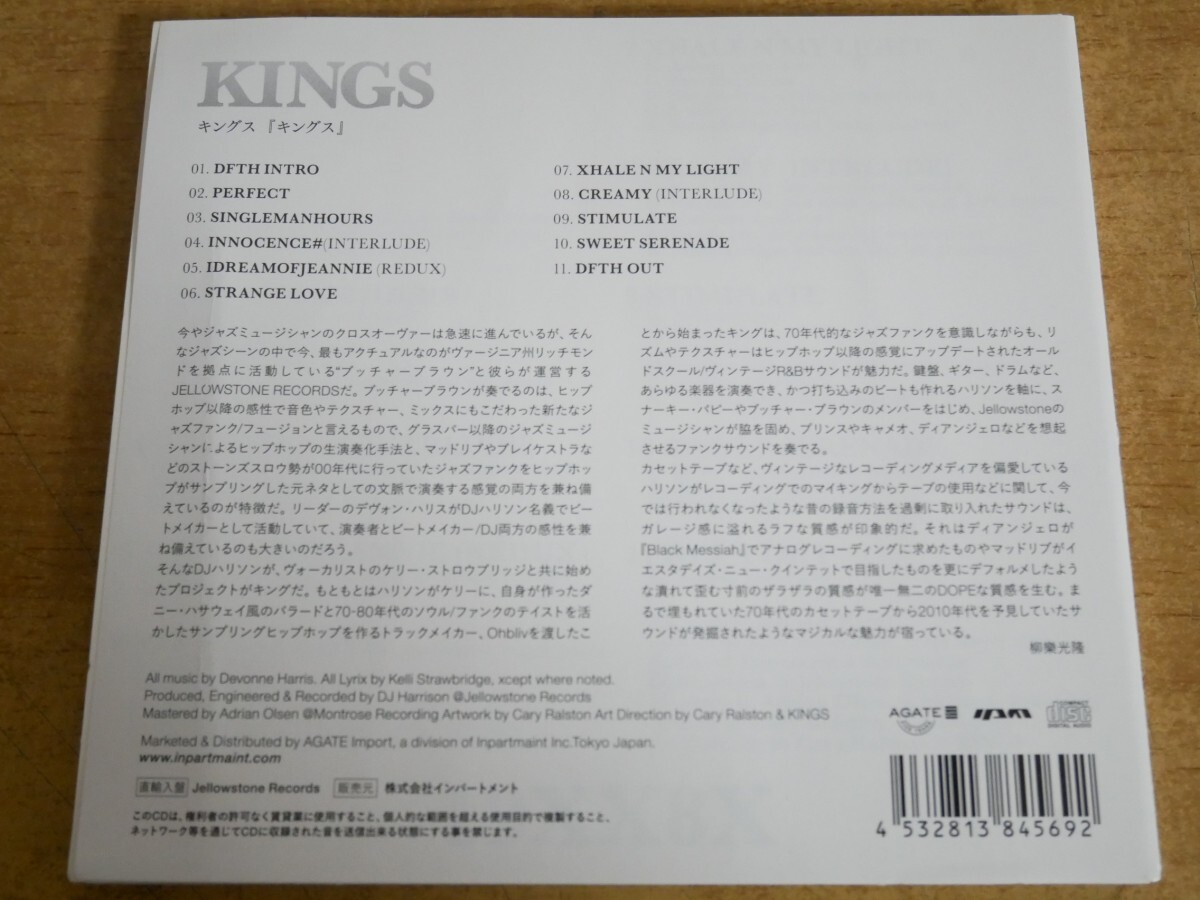 KINGS
キングス『キングス』
01. DFTH INTRO
02. PERFECT
03. SINGLEMANHOURS
04. INNOCENCE#(INTERLUDE)
05. IDREAMOFJEANNIE (REDUX)
06. STRANGE LOVE
07. XHALE N MY LIGHT
08. CREAMY (INTERLUDE)
09. STIMULATE
10. SWEET SERENADE
11. DFTH OUT
今やジャズミュージシャンのクロスオーヴァーは急速に進んでいるが、そん
なジャズシーンの中で今、最もアクチュアルなのがヴァージニア州リッチモン
ドを拠点に活動している“ブッチャーブラウン”と彼らが運営する
JELLOWSTONE RECORDSだ。ブッチャーブラウンが奏でるのは、ヒップ
ホップ以降の感性で音色やテクスチャー、ミックスにもこだわった新たなジ
ャズファンク/フュージョンと言えるもので、グラスパー以降のジャズミュージ
シャンによるヒップホップの生演奏化手法と、マッドリブやブレイケストラな
どのストーンズスロウ勢が00年代に行っていたジャズファンクをヒップホッ
プがサンプリングした元ネタとしての文脈で演奏する感覚の両方を兼ね備
えているのが特徴だ。リーダーのデヴォン・ハリスがDJハリソン名義でビー
トメイカーとして活動していて、演奏者とビートメイカー/DJ両方の感性を兼
ね備えているのも大きいのだろう。
そんなDJハリソンが、ヴォーカリストのケリー・ストロウブリッジと共に始め
たプロジェクトがキングだ。もともとはハリソンがケリーに、自身が作ったダ
ニー・ハサウェイ風のバラードと70-80年代のソウル/ファンクのテイストを活
かしたサンプリングヒップホップを作るトラックメイカー、Ohblivを渡したこ
とから始まったキングは、70年代的なジャズファンクを意識しながらも、リ
ズムやテクスチャーはヒップホップ以降の感覚にアップデートされたオール
ドスクール/ヴィンテージR&Bサウンドが魅力だ。鍵盤、ギター、ドラムなど、
あらゆる楽器を演奏でき、かつ打ち込みのビートも作れるハリソンを軸に、ス
ナーキー・パピーやブッチャー・ブラウンのメンバーをはじめ、Jellowstoneの
ミュージシャンが脇を固め、プリンスやキャメオ、ディアンジェロなどを想起
させるファンクサウンドを奏でる。
カセットテープなど、ヴィンテージなレコーディングメディアを偏愛している
ハリソンがレコーディングでのマイキングからテープの使用などに関して、今
では行われなくなったような昔の録音方法を過剰に取り入れたサウンドは、
ガレージ感に溢れるラフな質感が印象的だ。それはディアンジェロが
『Black Messiah』でアナログレコーディングに求めたものやマッドリブがイ
エスタデイズ・ニュー・クインテットで目指したものを更にデフォルメしたよう
な潰れて歪む寸前のザラザラの質感が唯一無二のDOPEな質感を生む。ま
るで埋もれていた70年代のカセットテープから2010年代を予見していたサ
ウンドが発掘されたようなマジカルな魅力が宿っている。
柳樂光隆
All music by Devonne Harris. All Lyrix by Kelli Strawbridge, xcept where noted.
Produced, Engineered & Recorded by DJ Harrison @Jellowstone Records
Mastered by Adrian Olsen @Montrose Recording Artwork by Cary Ralston Art Direction by Cary Ralston & KINGS
Marketed & Distributed by AGATE Import, a division of Inpartmaint Inc.Tokyo Japan.
www.inpartmaint.com
直輸入盤 Jellowstone Records 販売元 株式会社インパートメント
このCDは、権利者の許可なく賃貸業に使用すること、個人的な範囲を超える使用目的で複製すること、
ネットワーク等を通じてCDに収録された音を送信出来る状態にする事を禁じます。
AGATE
disc
DIGITAL AUDIO
4 532813 845692